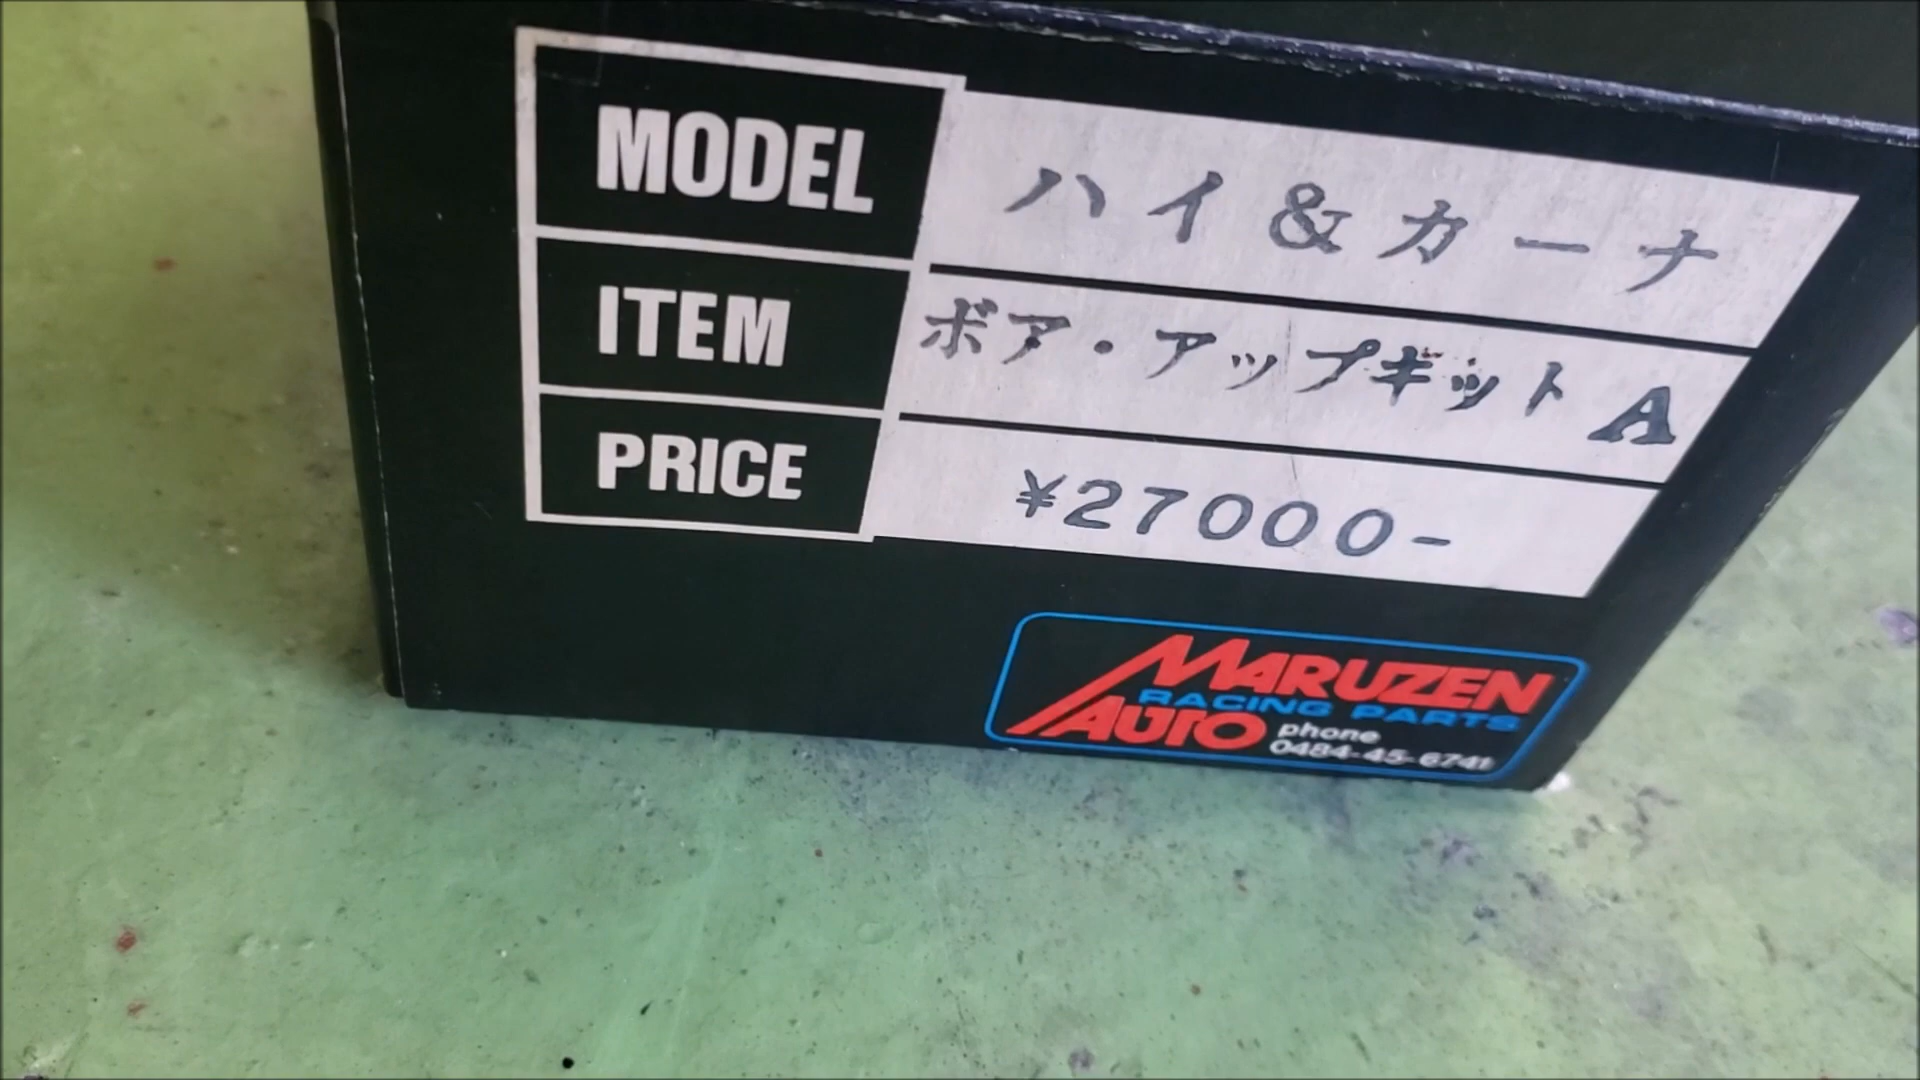 MODEL ハイ&カーナ
ITEM ボア・アップキット A
PRICE ¥27000-
MARUZEN
RACING PARTS
AUTO phone
0484-45-6741